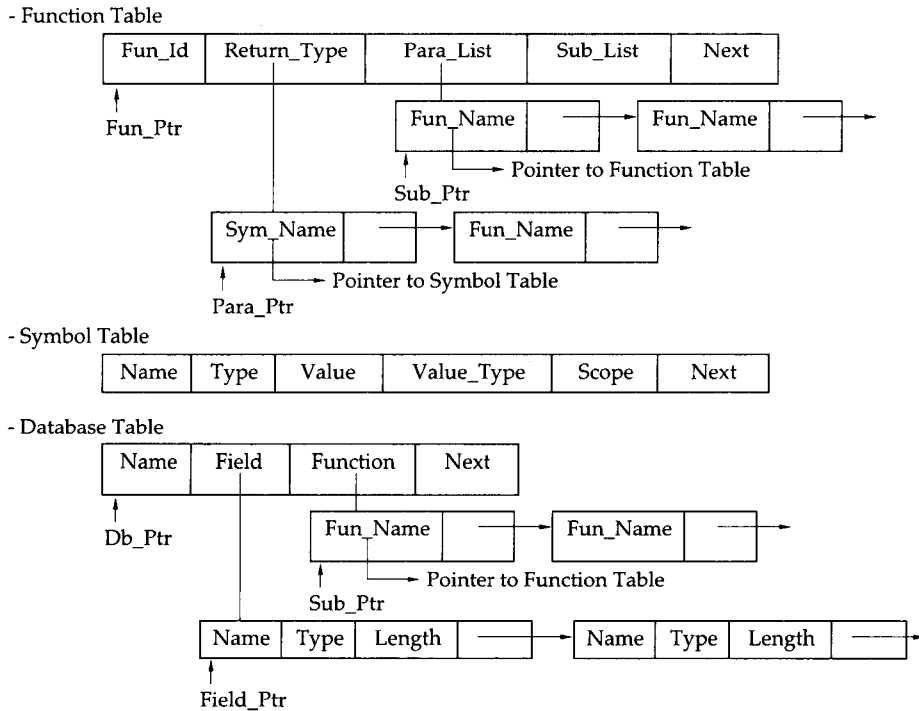 - Function Table
Fun_Id Return_Type Para_List Sub_List Next
Fun_Ptr
Fun_Name Fun_Name
Pointer to Function Table
Sub_Ptr
Sym_Name Fun_Name
Pointer to Symbol Table
Para_Ptr
- Symbol Table
Name Type Value Value_Type Scope Next
- Database Table
Name Field Function Next
Db_Ptr
Fun_Name Fun_Name
Pointer to Function Table
Sub_Ptr
Name Type Length Name Type Length
Field_Ptr